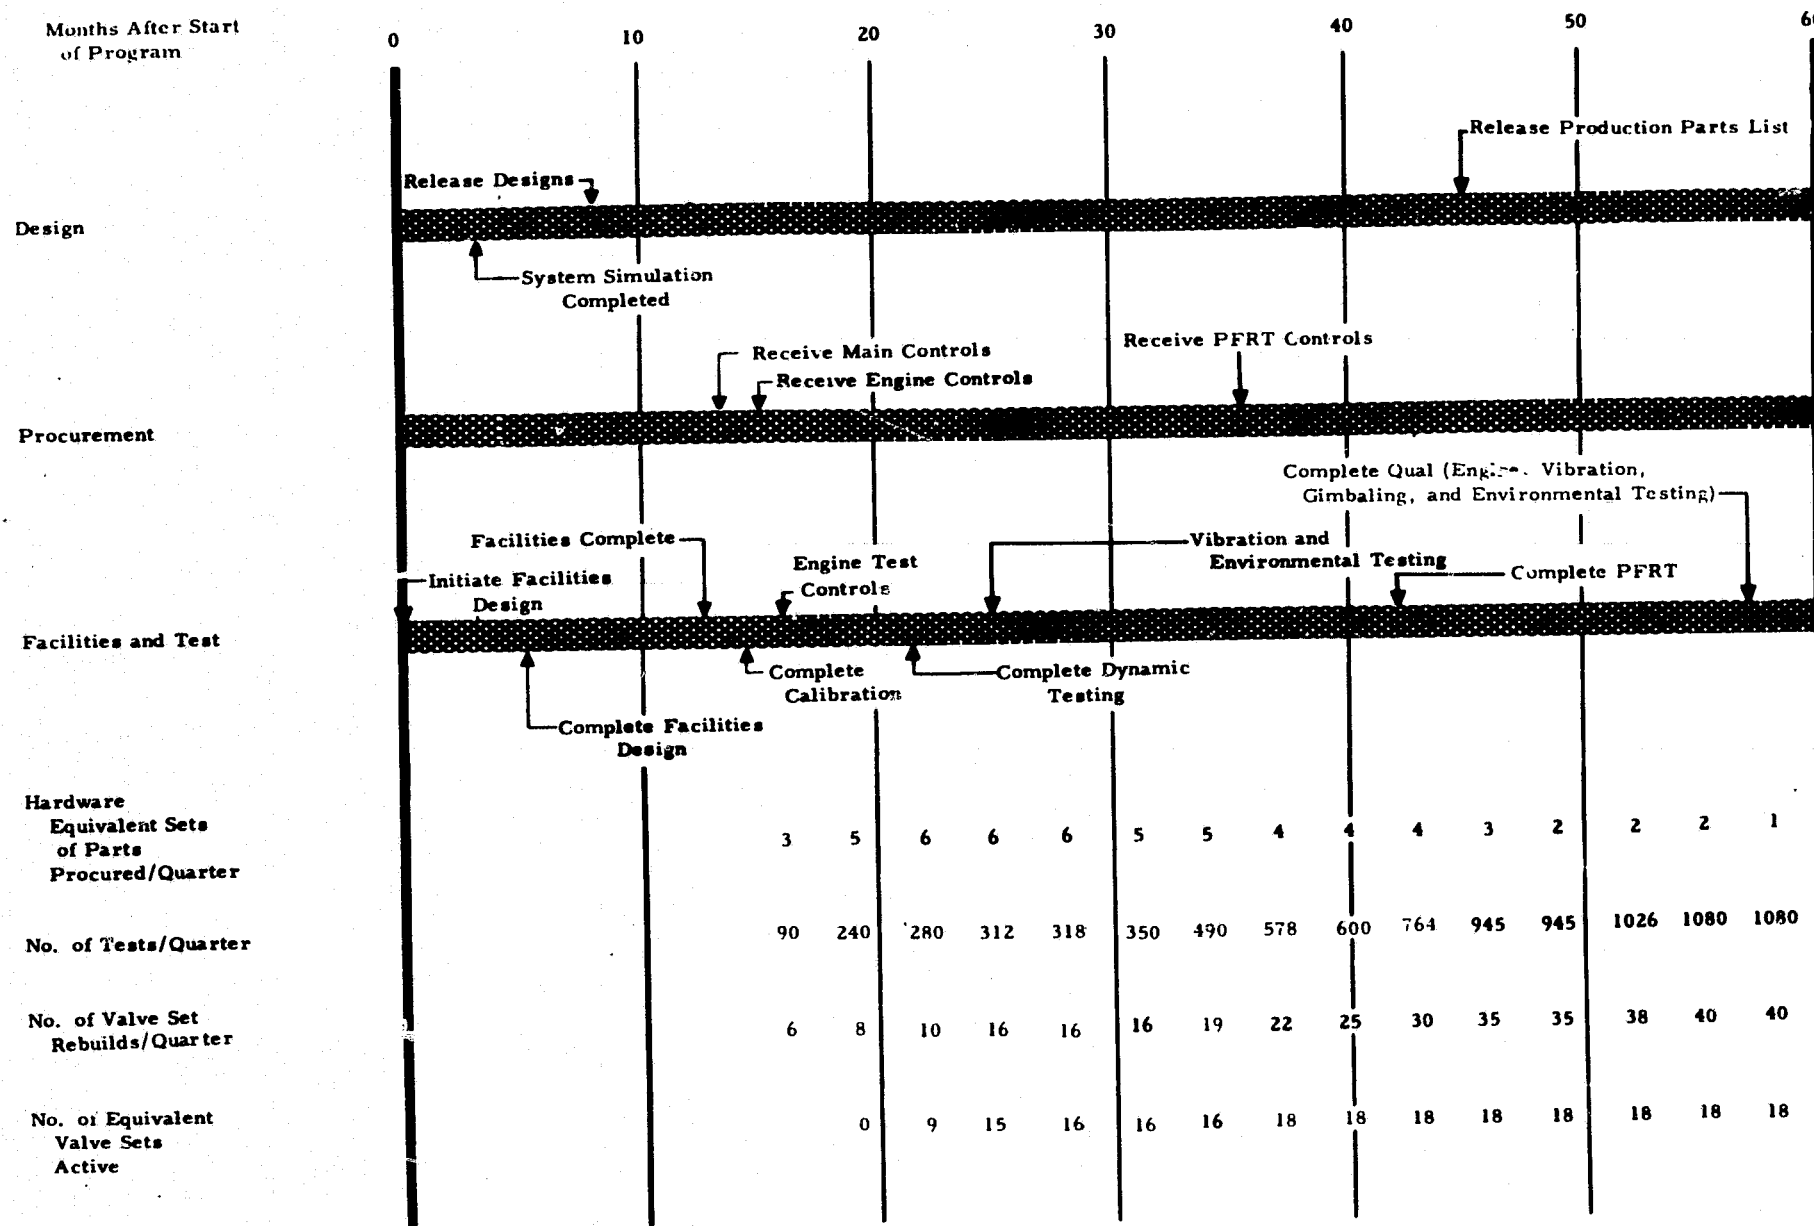 Months After Start
of Program
0 10 20 30 40 50
Release Production Parts List
Release Designs
Design
System Simulation
Completed
Receive PFRT Controls
Receive Main Controls
Receive Engine Controls
Procurement
Complete Qual ( Vibration,
Gimbaling, and Environmental Testing)
Facilities Complete
Vibration and
Environmental Testing
Engine Test
Controls
Complete PFRT
Initiate Facilities
Design
Facilities and Test
Complete
Calibration
Complete Dynamic
Testing
Complete Facilities
Design
Hardware
Equivalent Sets
of Parts
Procured/Quarter
3 5 6 6 6 5 5 4 4 4 3 2 2 2 1
No. of Tests/Quarter
90 240 280 312 318 350 490 578 600 764 945 945 1026 1080 1080
No. of Valve Set
Rebuilds/Quarter
6 8 10 16 16 16 19 22 25 30 35 35 38 40 40
No. of Equivalent
Valve Sets
Active
0 9 15 16 16 16 18 18 18 18 18 18 18 18